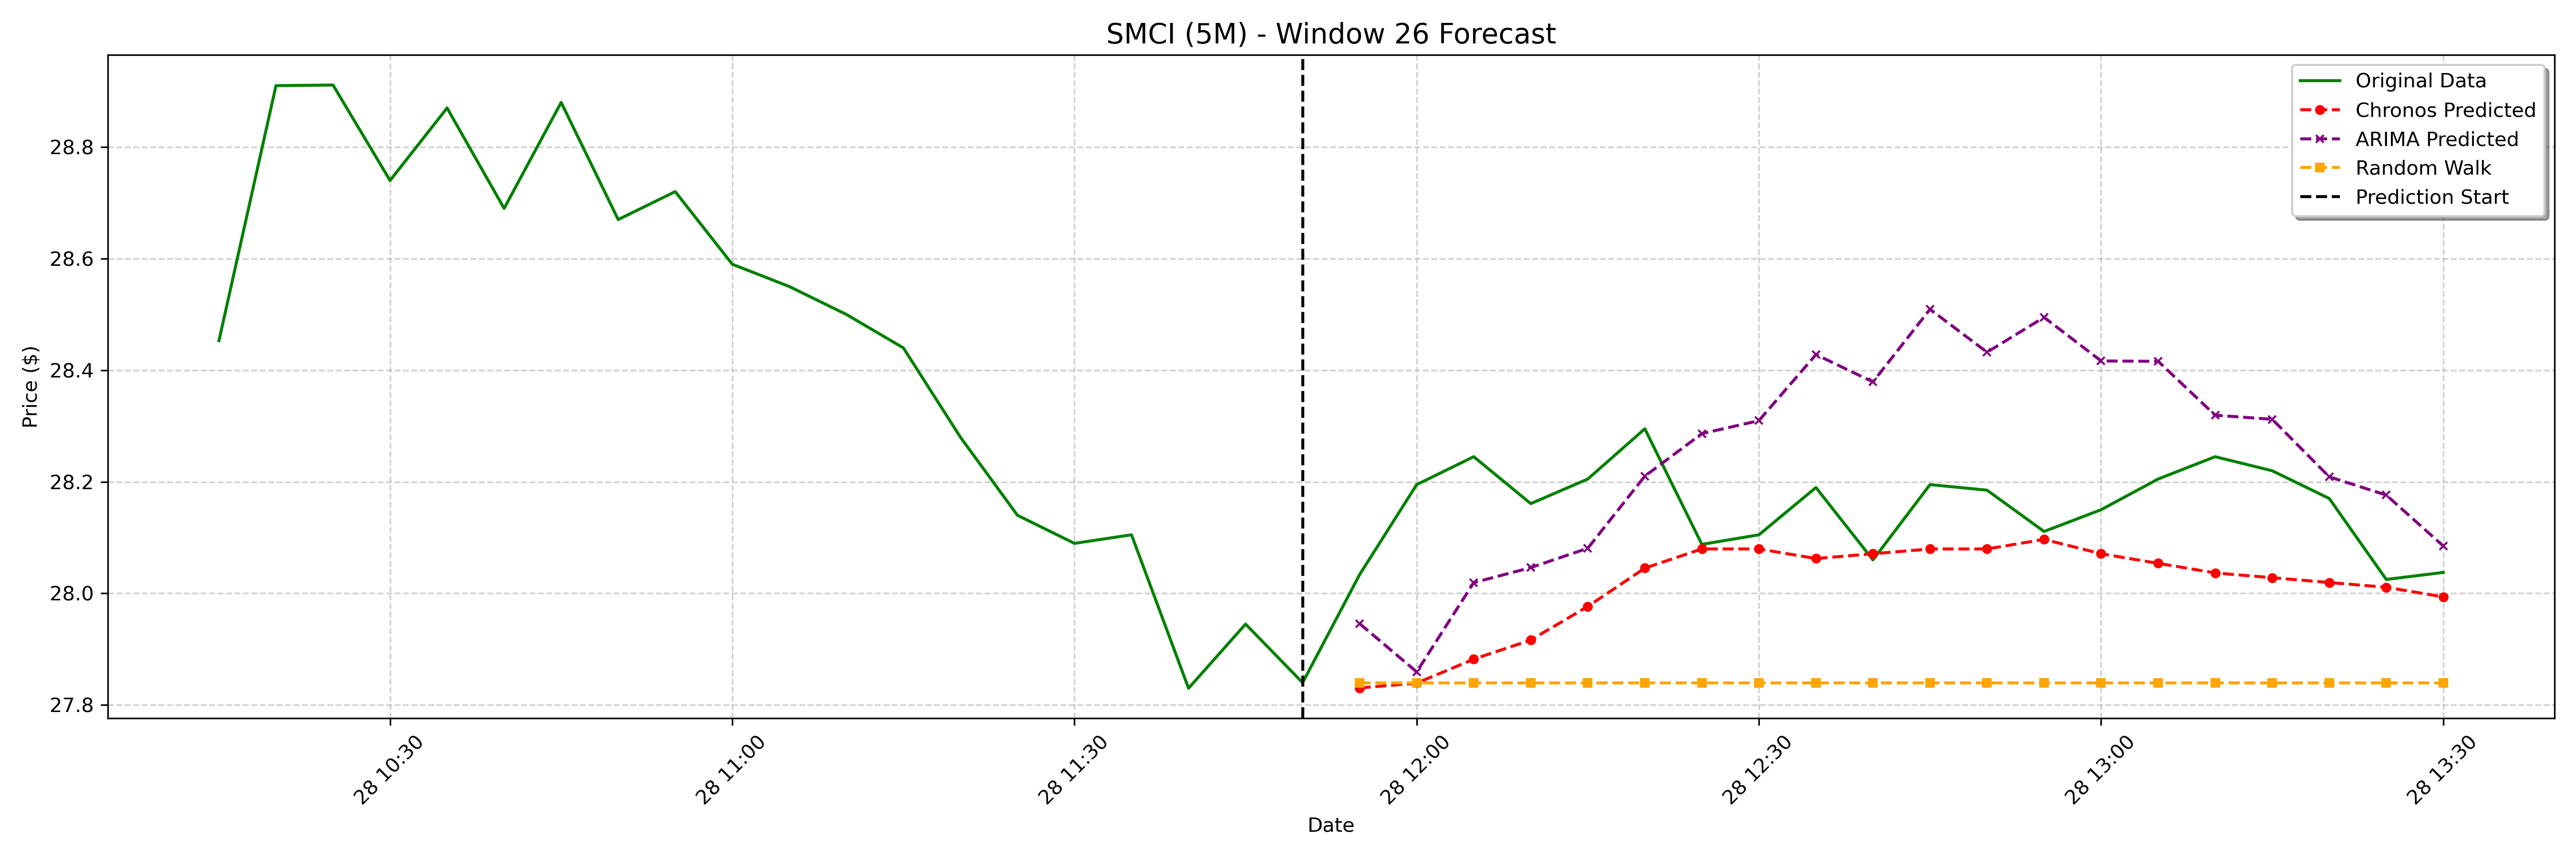 SMCI (5M) - Window 26 Forecast
Original Data
Chronos Predicted
ARIMA Predicted
Random Walk
Prediction Start
Price ($)
28.8
28.6
28.4
28.2
28.0
27.8
28 10:30
28 11:00
28 11:30
28 12:00
28 12:30
28 13:00
28 13:30
Date